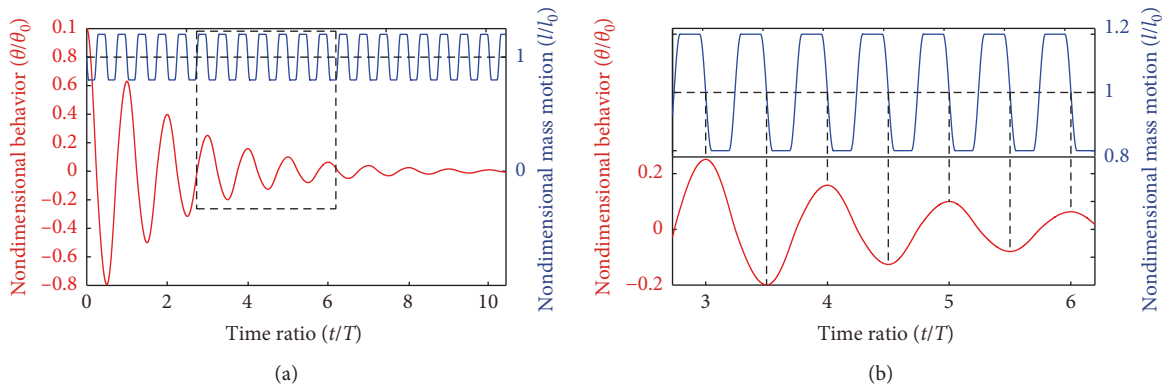 Nondimensional behavior (θ/θ0)
0.1
0.8
0.6
0.4
0.2
0
−0.2
−0.4
−0.6
−0.8
0 2 4 6 8 10
Time ratio (t/T)
1
0
Nondimensional mass motion (l/l0)
(a)
Nondimensional behavior (θ/θ0)
0.2
0
−0.2
3 4 5 6
Time ratio (t/T)
1.2
1
0.8
Nondimensional mass motion (l/l0)
(b)